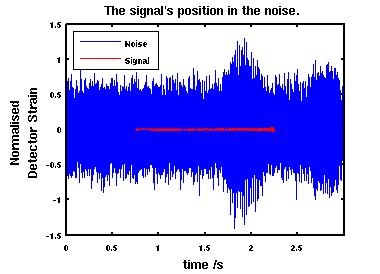 The signal's position in the noise.
Noise
Signal
Normalised
Detector Strain
1.5
1
0.5
0
-0.5
-1
-1.5
0 0.5 1 1.5 2 2.5
time /s